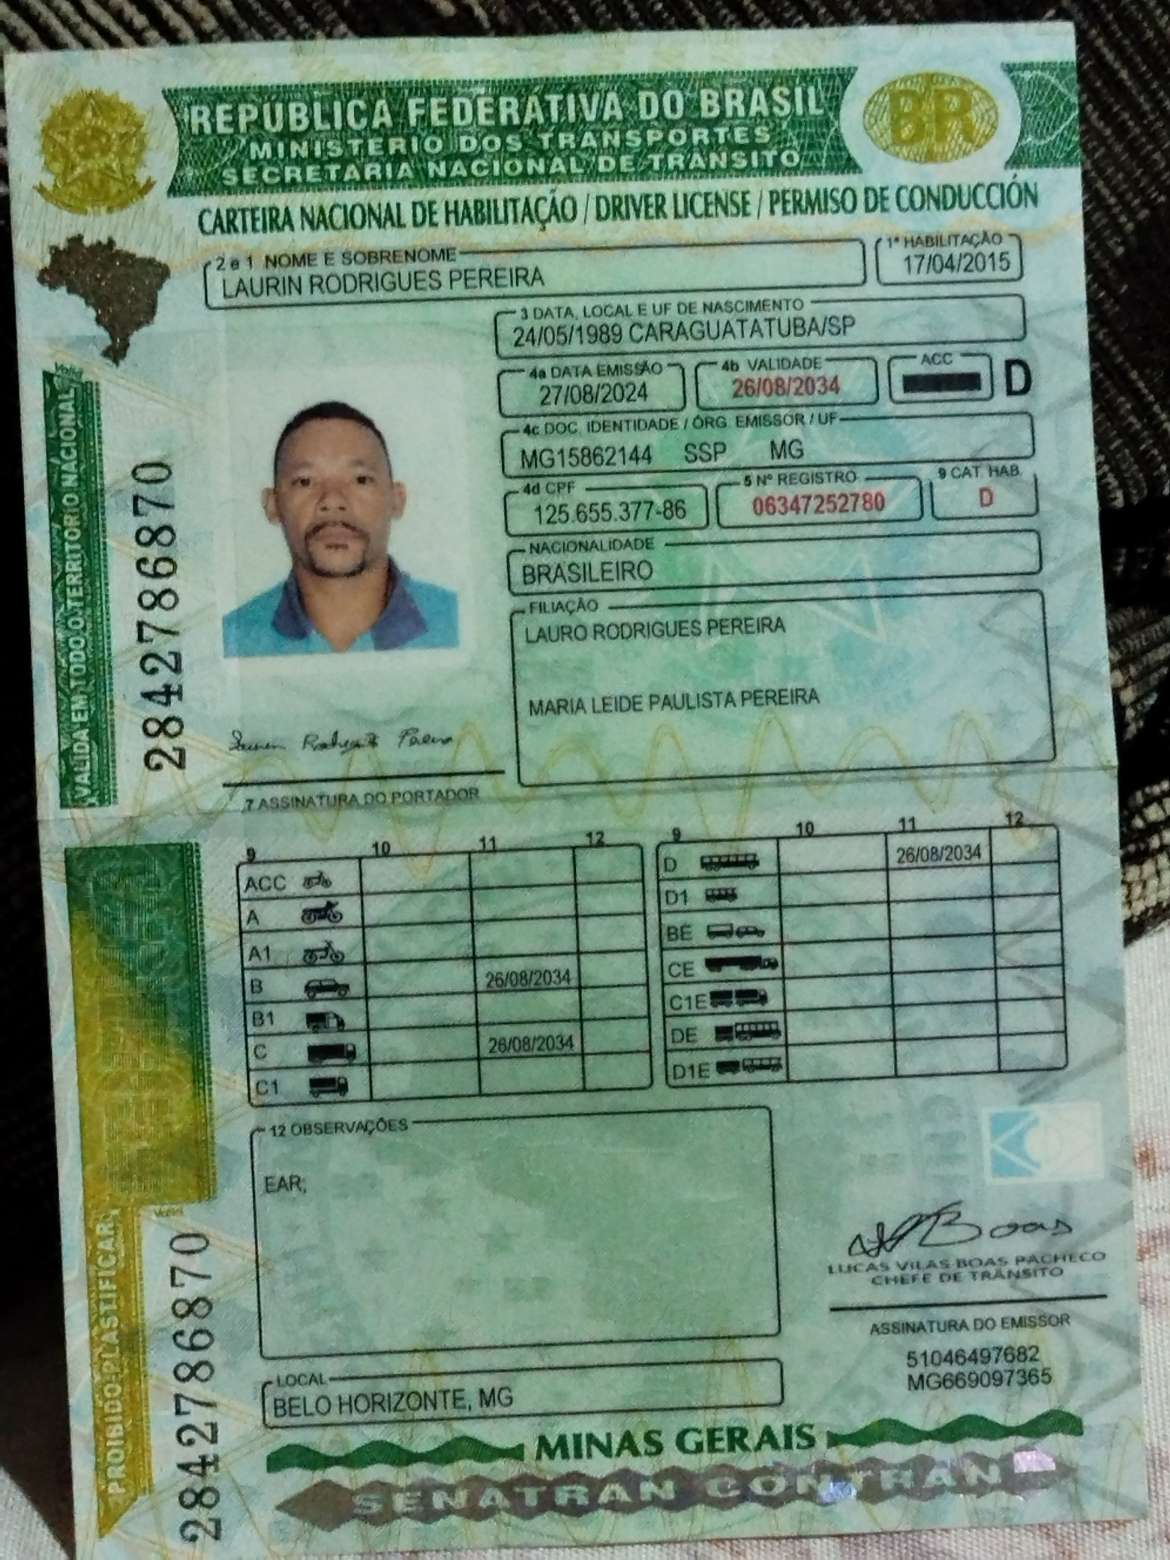 REPÚBLICA FEDERATIVA DO BRASIL
MINISTÉRIO DOS TRANSPORTES
SECRETARIA NACIONAL DE TRÂNSITO
BR
CARTEIRA NACIONAL DE HABILITAÇÃO / DRIVER LICENSE / PERMISO DE CONDUCCIÓN
2 e 1 NOME E SOBRENOME
LAURIN RODRIGUES PEREIRA
1ª HABILITAÇÃO
17/04/2015
3 DATA, LOCAL E UF DE NASCIMENTO
24/05/1989 CARAGUATATUBA/SP
4a DATA EMISSÃO
27/08/2024
4b VALIDADE
26/08/2034
ACC
D
4c DOC. IDENTIDADE / ÓRG. EMISSOR / UF
MG15862144 SSP MG
4d CPF
125.655.377-86
5 Nº REGISTRO
06347252780
9 CAT. HAB.
D
NACIONALIDADE
BRASILEIRO
FILIAÇÃO
LAURO RODRIGUES PEREIRA
MARIA LEIDE PAULISTA PEREIRA
VÁLIDA EM TODO O TERRITÓRIO NACIONAL
2842786870
7 ASSINATURA DO PORTADOR
9 10 11 12
ACC
A
A1
B 26/08/2034
B1
C 26/08/2034
C1
9 10 11 12
D 26/08/2034
D1
BE
CE
C1E
DE
D1E
12 OBSERVAÇÕES
EAR;
PROIBIDO PLASTIFICAR
2842786870
LUCAS VILAS BOAS PACHECO
CHEFE DE TRÂNSITO
ASSINATURA DO EMISSOR
51046497682
MG669097365
LOCAL
BELO HORIZONTE, MG
MINAS GERAIS
SENATRAN CONTRAN